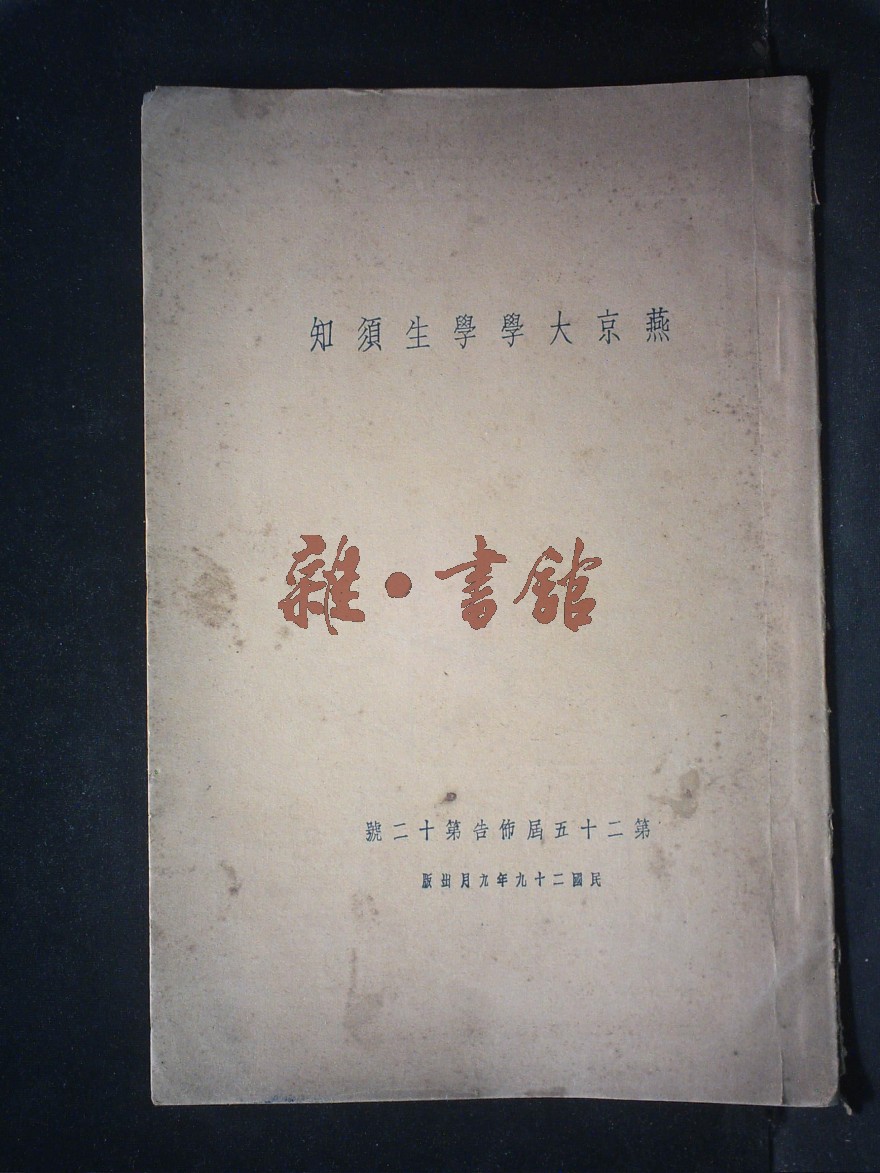 燕京大學學生須知
雜·書館
第二十五屆佈告第十二號
民國二十九年九月出版